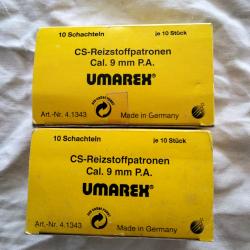 10 Schachteln je 10 Stück
CS-Reizstoffpatronen
Cal. 9 mm P.A.
UMAREX®
Art.-Nr. 4.1343 Made in Germany
10 Schachteln je 10 Stück
CS-Reizstoffpatronen
Cal. 9 mm P.A.
UMAREX®
Art.-Nr. 4.1343 Made in Germany